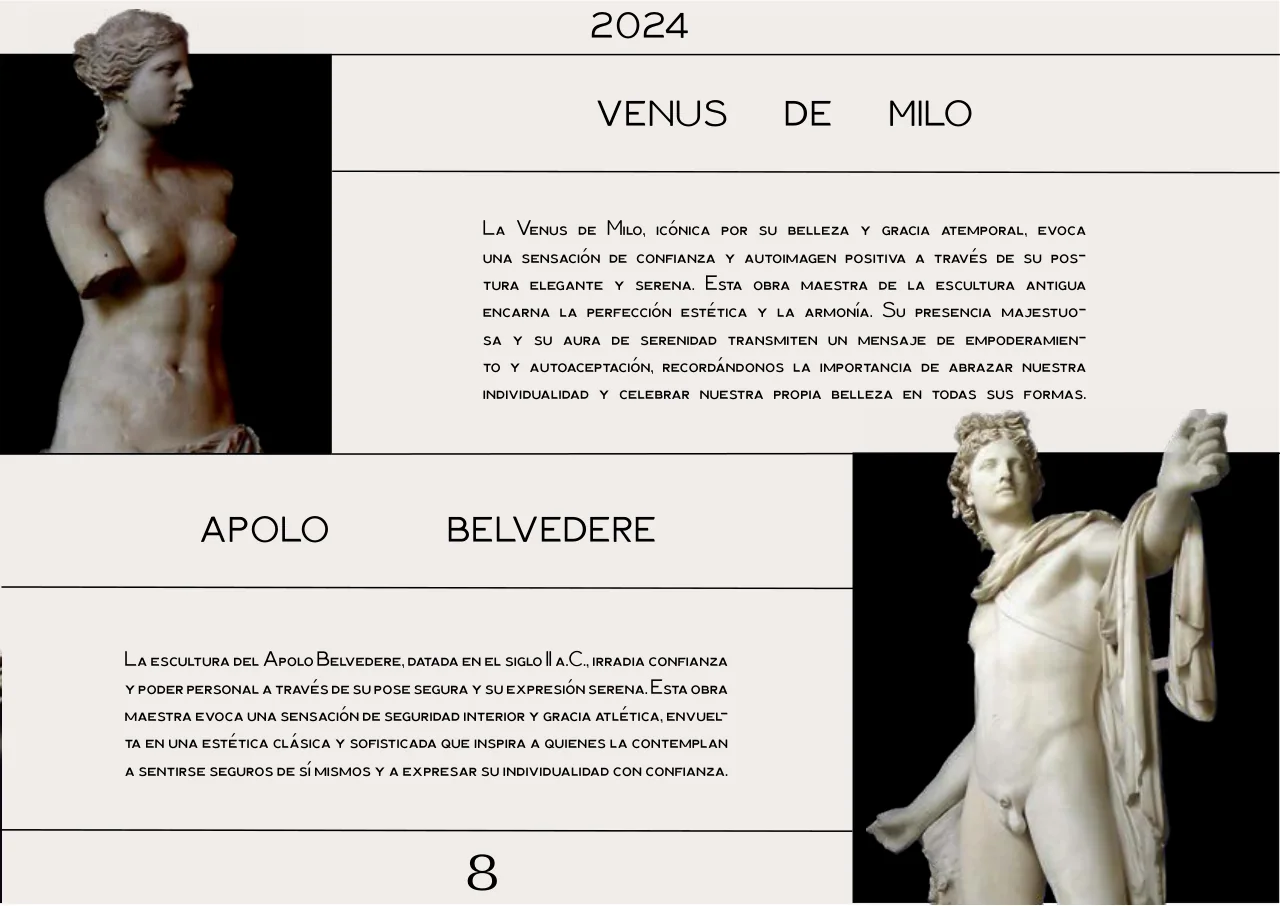 2024
VENUS DE MILO
La Venus de Milo, icónica por su belleza y gracia atemporal, evoca
una sensación de confianza y autoimagen positiva a través de su pos-
tura elegante y serena. Esta obra maestra de la escultura antigua
encarna la perfección estética y la armonía. Su presencia majestuo-
sa y su aura de serenidad transmiten un mensaje de empoderamien-
to y autoaceptación, recordándonos la importancia de abrazar nuestra
individualidad y celebrar nuestra propia belleza en todas sus formas.
APOLO BELVEDERE
La escultura del Apolo Belvedere, datada en el siglo II a.C., irradia confianza
y poder personal a través de su pose segura y su expresión serena. Esta obra
maestra evoca una sensación de seguridad interior y gracia atlética, envuel-
ta en una estética clásica y sofisticada que inspira a quienes la contemplan
a sentirse seguros de sí mismos y a expresar su individualidad con confianza.
8